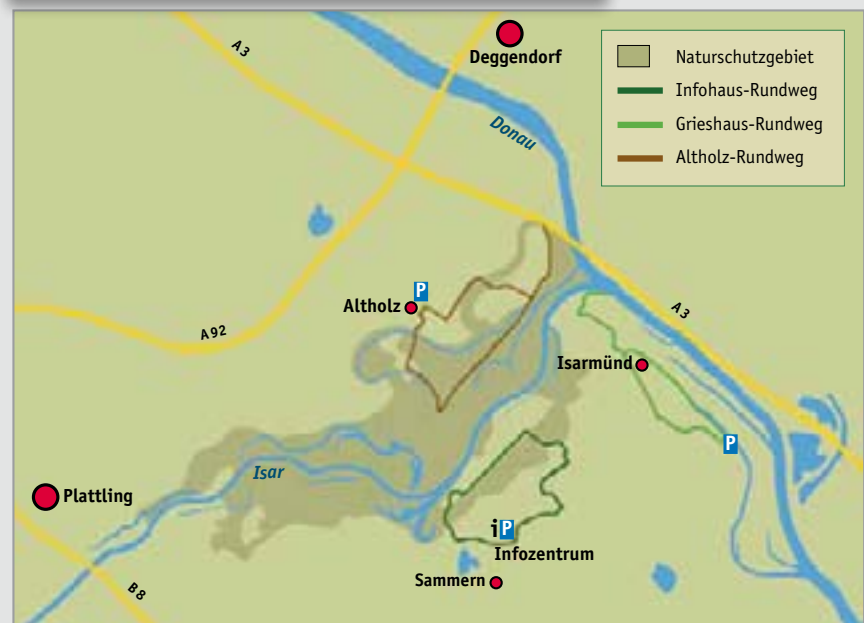 A3
Deggendorf
Donau
Naturschutzgebiet
Infohaus-Rundweg
Grieshaus-Rundweg
Altholz-Rundweg
P
Altholz
A92
A3
Isarmünd
P
Isar
Plattling
i P
Infozentrum
Sammern
B8